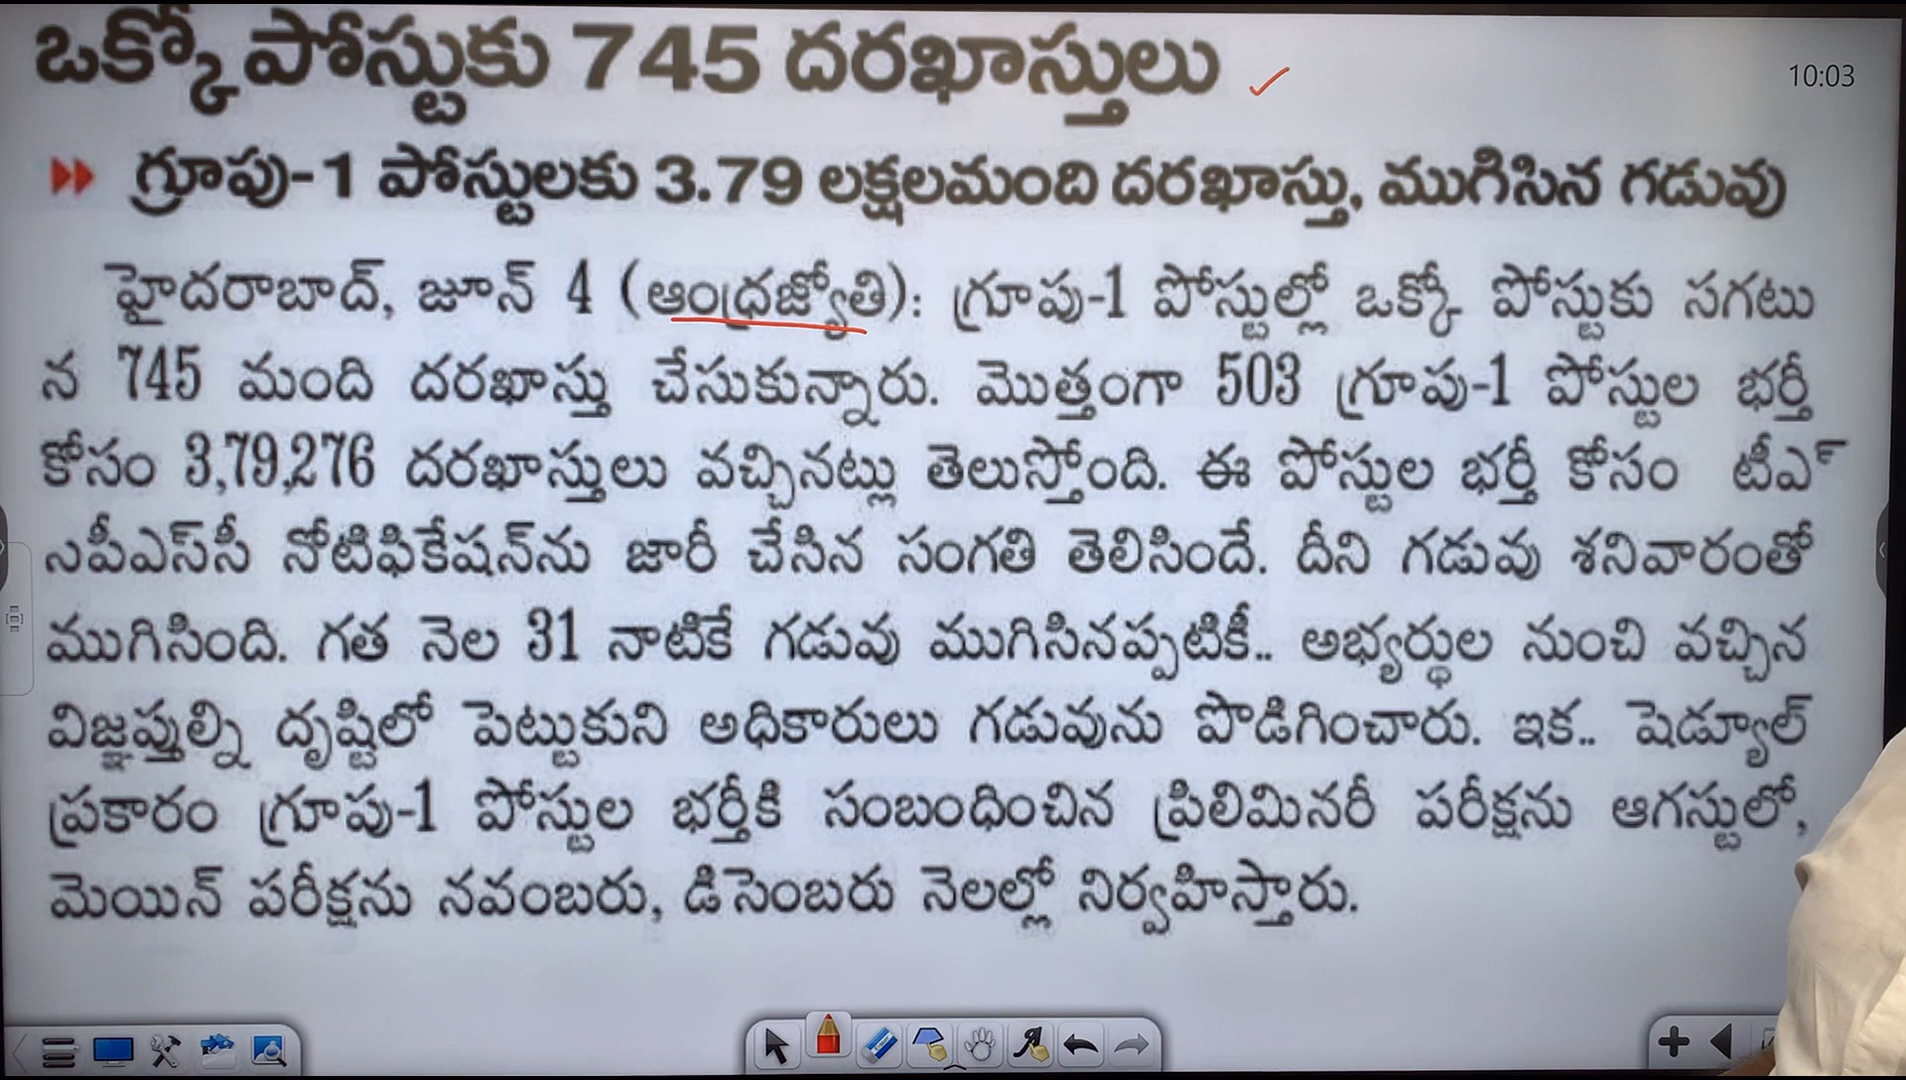 ఒక్కో పోస్టుకు 745 దరఖాస్తులు
10:03
గ్రూపు-1 పోస్టులకు 3.79 లక్షలమంది దరఖాస్తు, ముగిసిన గడువు
హైదరాబాద్, జూన్ 4 (ఆంధ్రజ్యోతి): గ్రూపు-1 పోస్టుల్లో ఒక్కో పోస్టుకు సగటు
న 745 మంది దరఖాస్తు చేసుకున్నారు. మొత్తంగా 503 గ్రూపు-1 పోస్టుల భర్తీ
కోసం 3,79,276 దరఖాస్తులు వచ్చినట్లు తెలుస్తోంది. ఈ పోస్టుల భర్తీ కోసం టీఎ
సపీఎస్‌సీ నోటిఫికేషన్‌ను జారీ చేసిన సంగతి తెలిసిందే. దీని గడువు శనివారంతో
ముగిసింది. గత నెల 31 నాటికే గడువు ముగిసినప్పటికీ.. అభ్యర్థుల నుంచి వచ్చిన
విజ్ఞప్తుల్ని దృష్టిలో పెట్టుకుని అధికారులు గడువును పొడిగించారు. ఇక.. షెడ్యూల్
ప్రకారం గ్రూపు-1 పోస్టుల భర్తీకి సంబంధించిన ప్రిలిమినరీ పరీక్షను ఆగస్టులో,
మెయిన్ పరీక్షను నవంబరు, డిసెంబరు నెలల్లో నిర్వహిస్తారు.